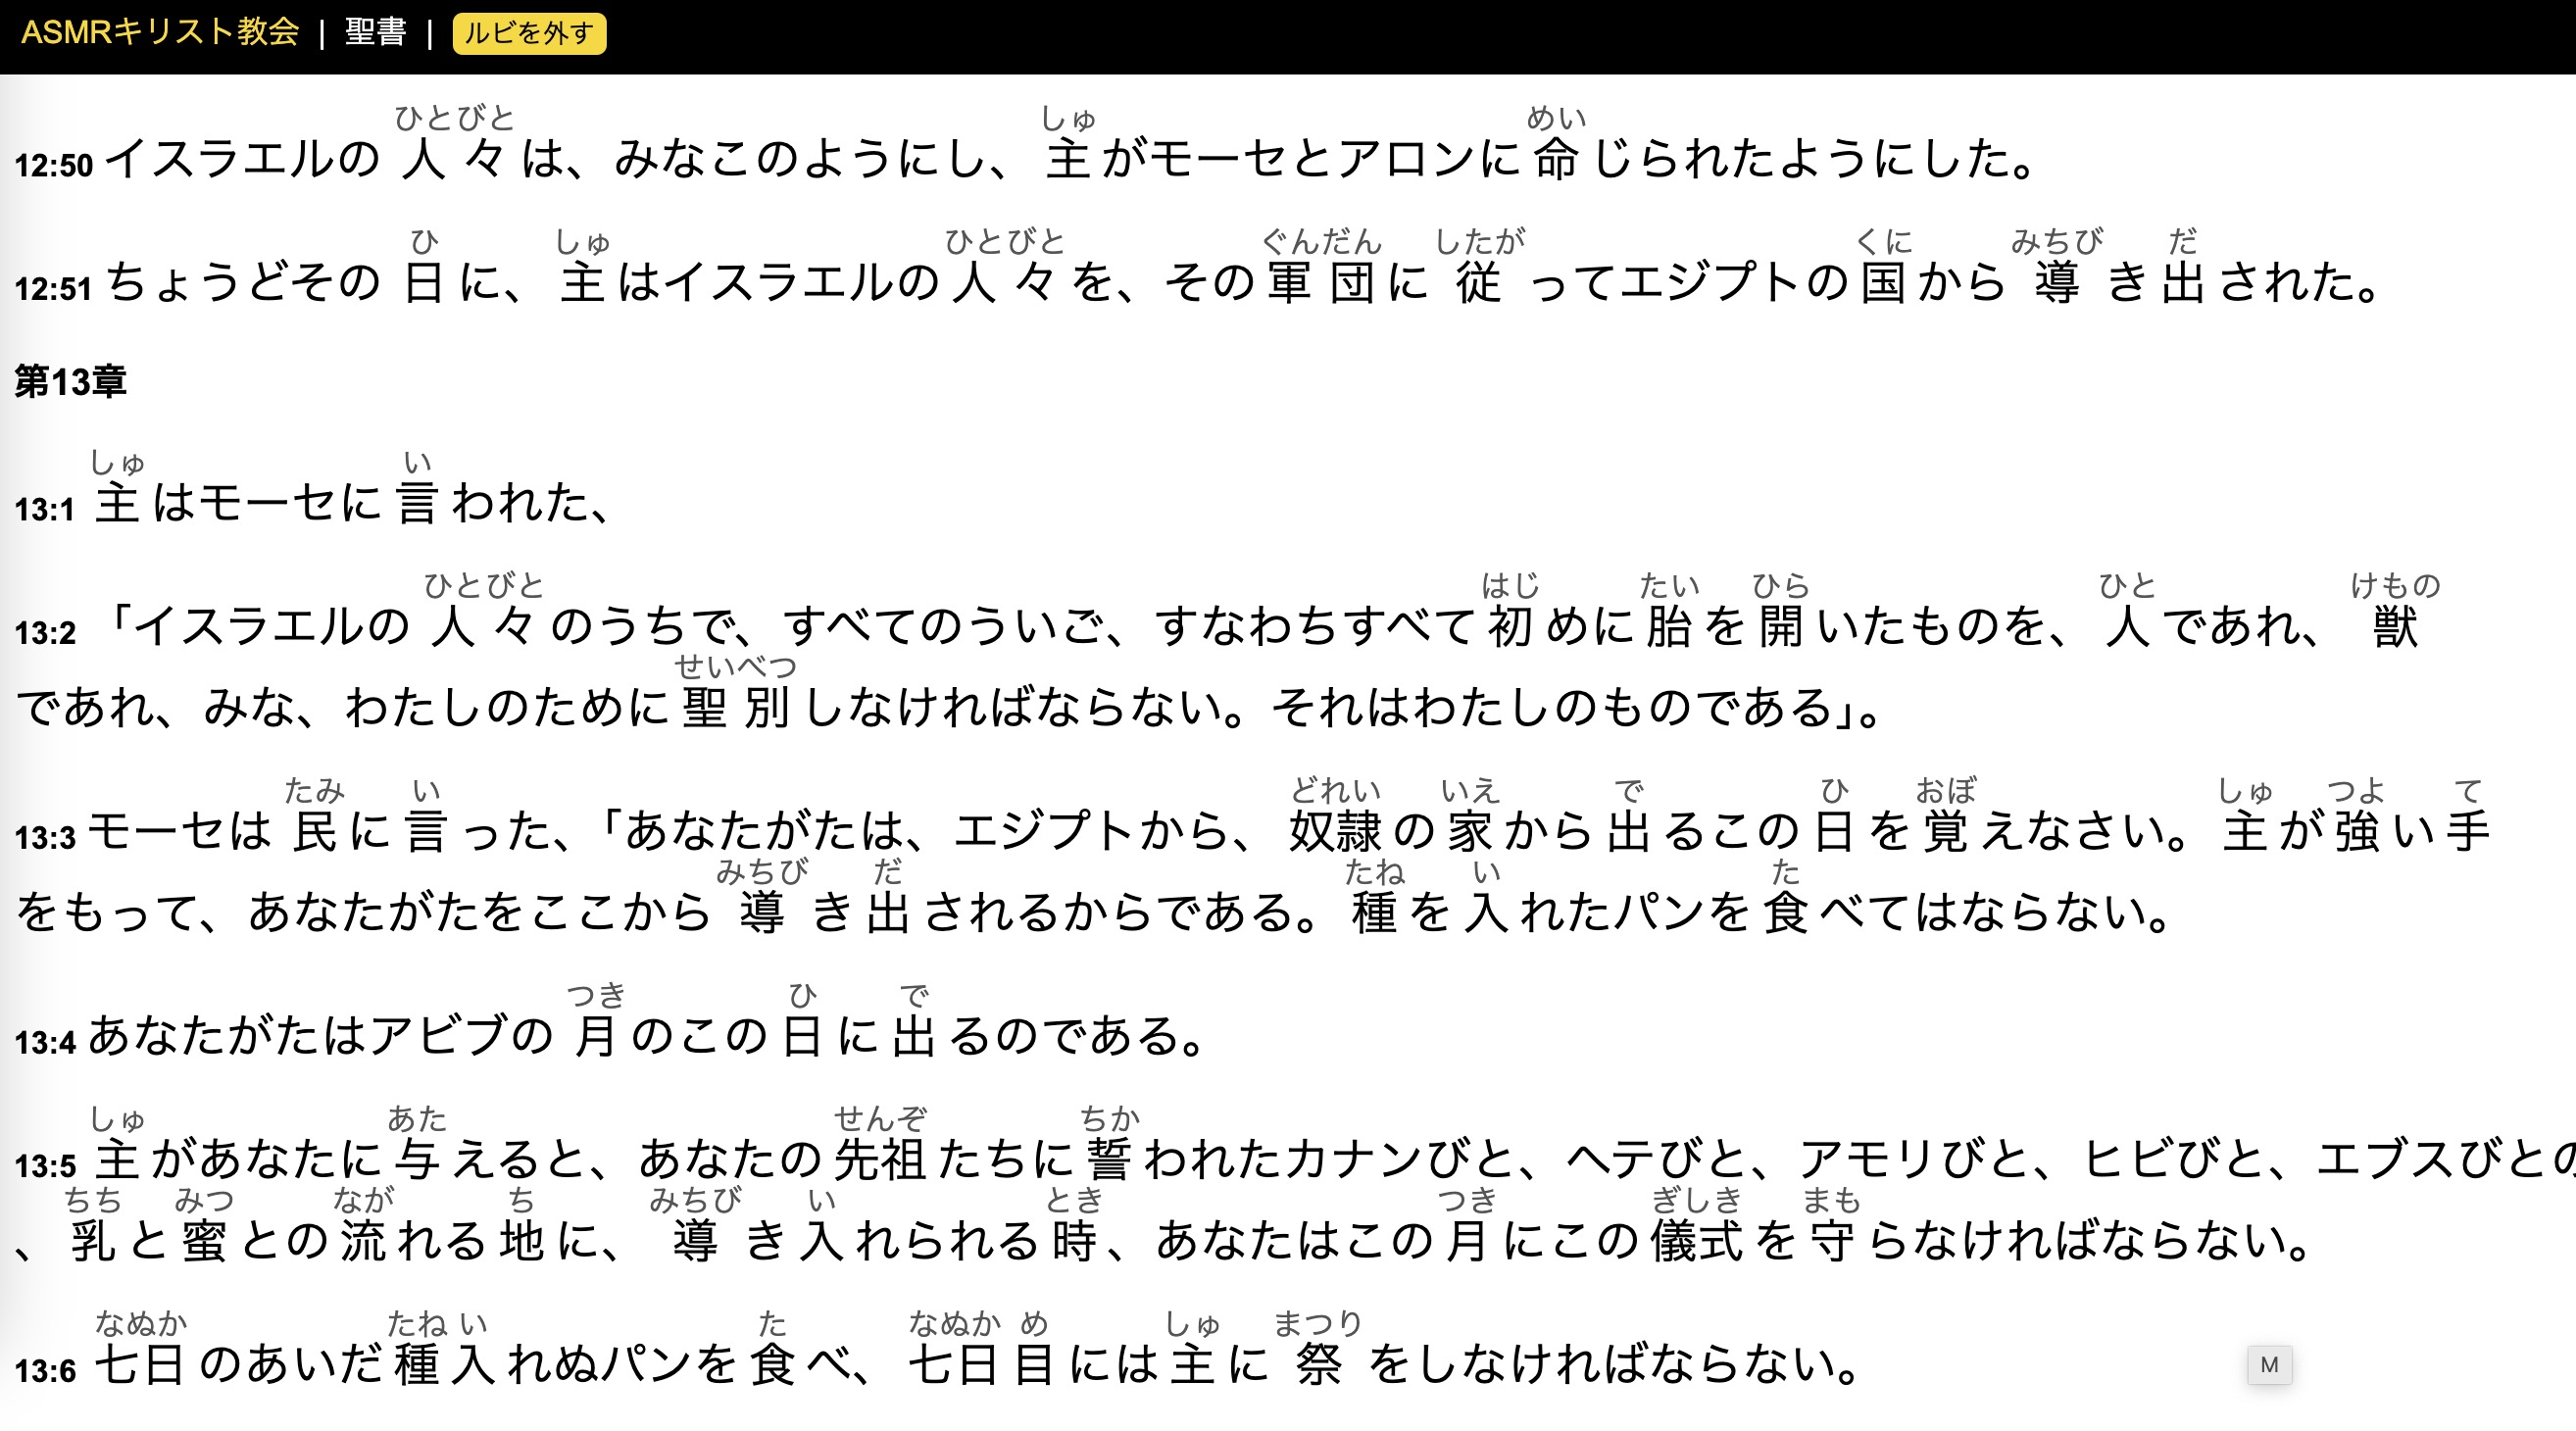 ASMRキリスト教会 | 聖書 | ルビを外す
ひとびと しゅ めい
12:50 イスラエルの人々は、みなこのようにし、主がモーセとアロンに命じられたようにした。
ひ しゅ ひとびと ぐんだん したが くに みちび だ
12:51 ちょうどその日に、主はイスラエルの人々を、その軍団に従ってエジプトの国から導き出された。
第13章
しゅ い
13:1 主はモーセに言われた、
ひとびと はじ たい ひら ひと けもの
13:2 「イスラエルの人々のうちで、すべてのういご、すなわちすべて初めに胎を開いたものを、人であれ、獣
せいべつ
であれ、みな、わたしのために聖別しなければならない。それはわたしのものである」。
たみ い どれい いえ で ひ おぼ しゅ つよ て
13:3 モーセは民に言った、「あなたがたは、エジプトから、奴隷の家から出るこの日を覚えなさい。主が強い手
みちび だ たね い た
をもって、あなたがたをここから導き出されるからである。種を入れたパンを食べてはならない。
つき ひ で
13:4 あなたがたはアビブの月のこの日に出るのである。
しゅ あた せんぞ ちか
13:5 主があなたに与えると、あなたの先祖たちに誓われたカナンびと、ヘテびと、アモリびと、ヒビびと、エブスびとの
ちち みつ なが ち みちび い とき つき ぎしき まも
、乳と蜜との流れる地に、導き入れられる時、あなたはこの月にこの儀式を守らなければならない。
なぬか たね い た なぬか め しゅ まつり
13:6 七日のあいだ種入れぬパンを食べ、七日目には主に祭をしなければならない。
M